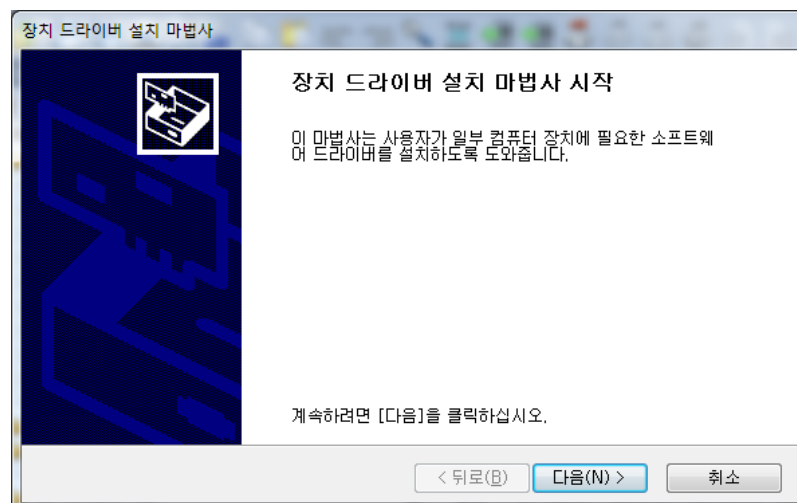 장치 드라이버 설치 마법사
장치 드라이버 설치 마법사 시작
이 마법사는 사용자가 일부 컴퓨터 장치에 필요한 소프트웨
어 드라이버를 설치하도록 도와줍니다.
계속하려면 [다음]을 클릭하십시오.
< 뒤로(B) 다음(N) > 취소